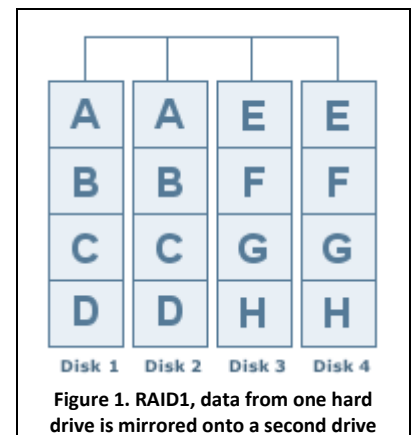 A A E E
B B F F
C C G G
D D H H
Disk 1 Disk 2 Disk 3 Disk 4
Figure 1. RAID1, data from one hard
drive is mirrored onto a second drive